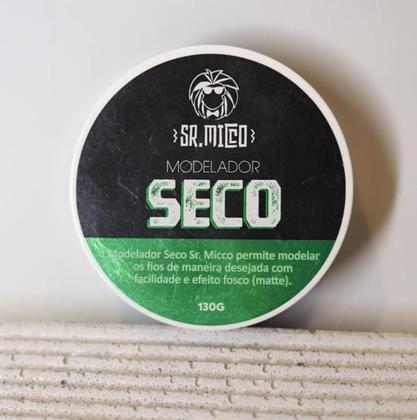 SR.MICCO
MODELADOR
SECO
Modelador Seco Sr. Micco permite modelar
os fios de maneira desejada com
facilidade e efeito fosco (matte).
130G